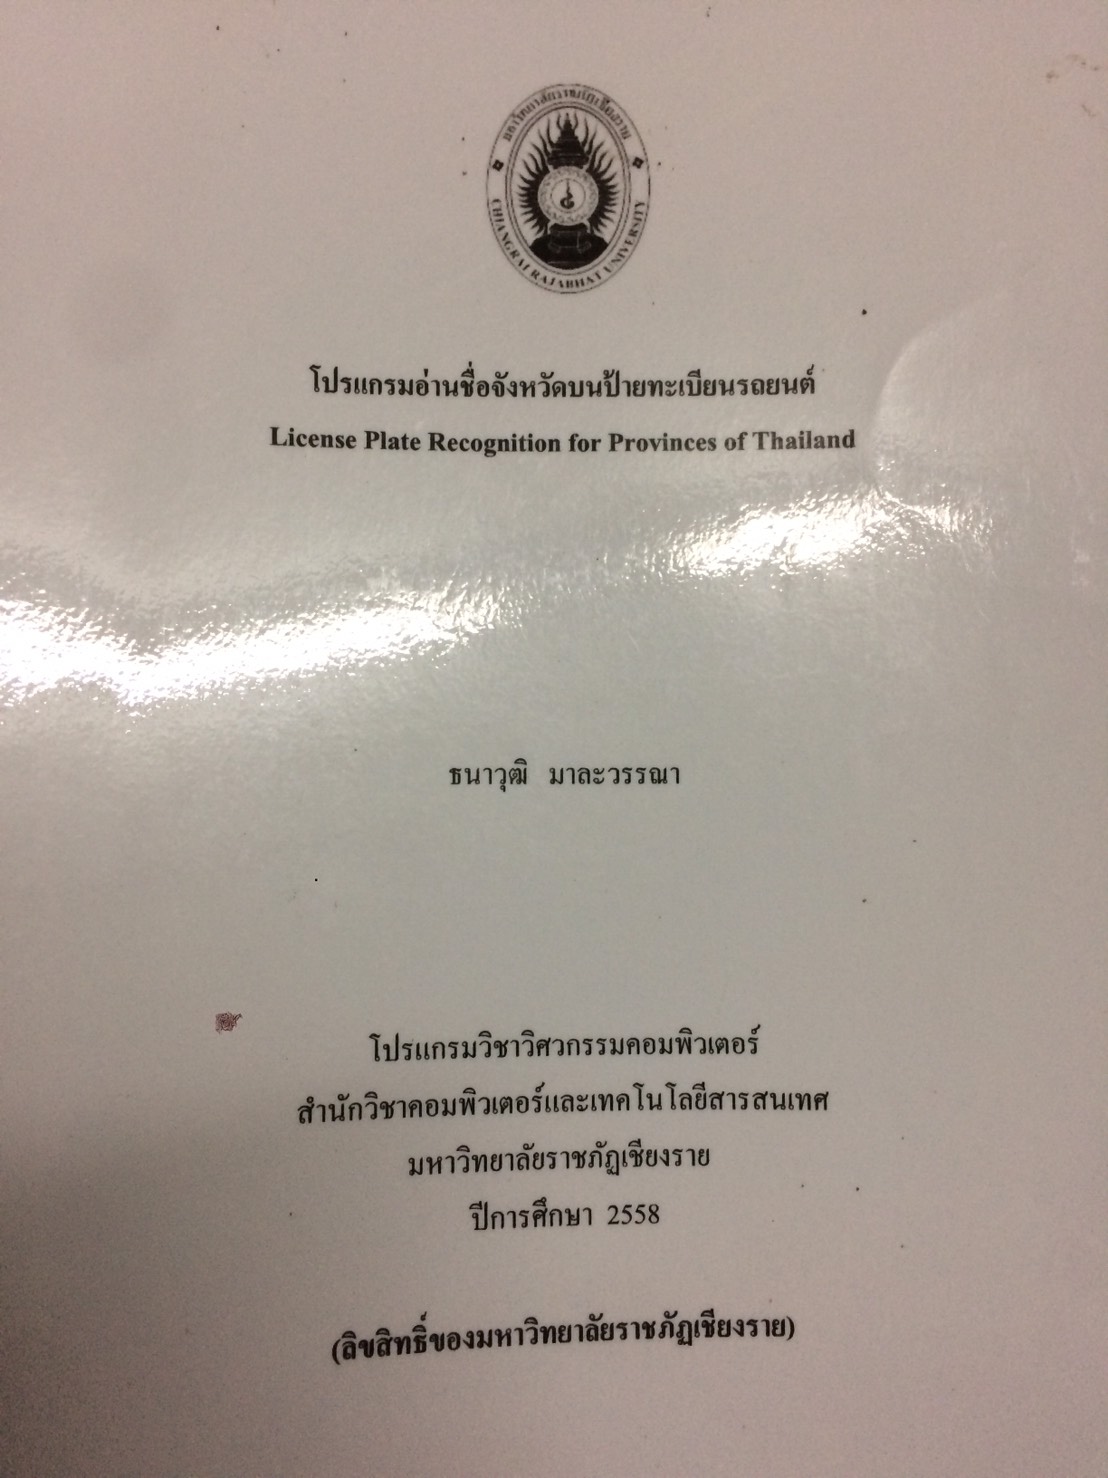 มหาวิทยาลัยราชภัฏเชียงราย
CHIANGRAI RAJABHAT UNIVERSITY
โปรแกรมอ่านชื่อจังหวัดบนป้ายทะเบียนรถยนต์
License Plate Recognition for Provinces of Thailand
ธนาวุฒิ มาละวรรณา
โปรแกรมวิชาวิศวกรรมคอมพิวเตอร์
สำนักวิชาคอมพิวเตอร์และเทคโนโลยีสารสนเทศ
มหาวิทยาลัยราชภัฏเชียงราย
ปีการศึกษา 2558
(ลิขสิทธิ์ของมหาวิทยาลัยราชภัฏเชียงราย)